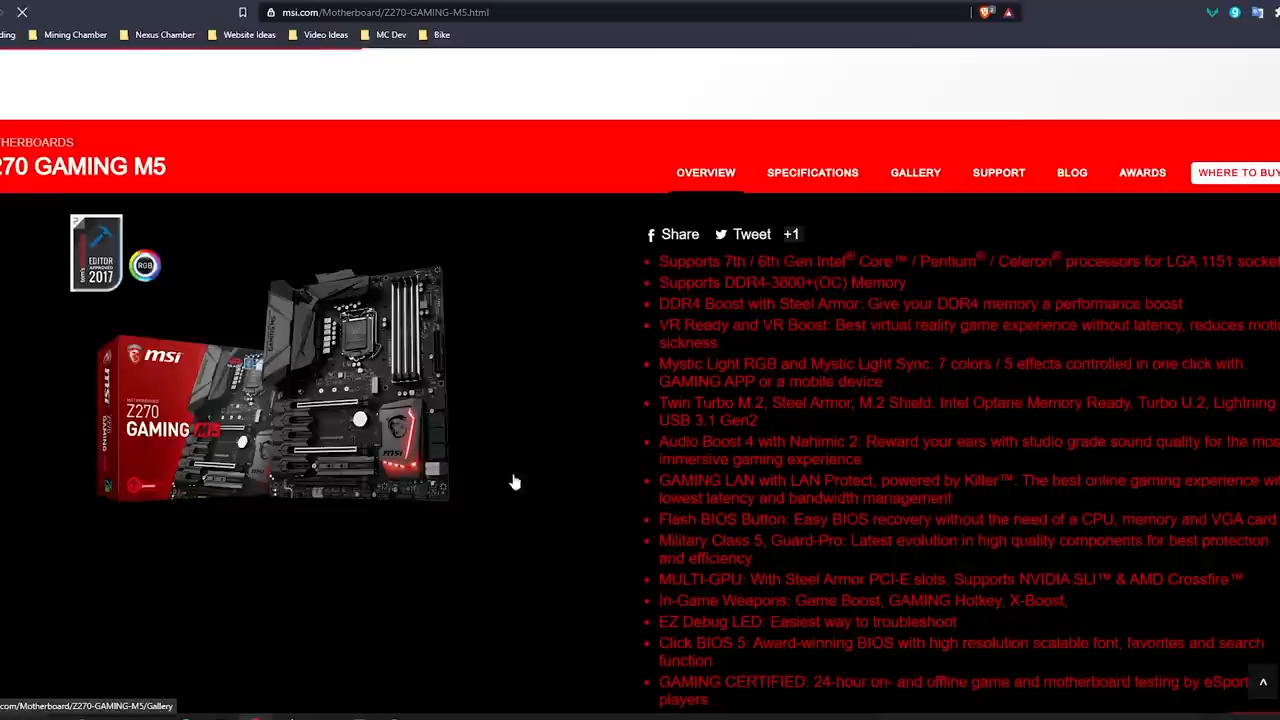 msi.com/Motherboard/Z270-GAMING-M5.html
ding Mining Chamber Nexus Chamber Website Ideas Video Ideas MC Dev Bike
HERBOARDS
270 GAMING M5
OVERVIEW SPECIFICATIONS GALLERY SUPPORT BLOG AWARDS WHERE TO BUY
EDITOR
APPROVED
2017
RGB
Share Tweet +1
• Supports 7th / 6th Gen Intel® Core™ / Pentium® / Celeron® processors for LGA 1151 socket
• Supports DDR4-3800+(OC) Memory
• DDR4 Boost with Steel Armor: Give your DDR4 memory a performance boost
• VR Ready and VR Boost: Best virtual reality game experience without latency, reduces moti
sickness
• Mystic Light RGB and Mystic Light Sync: 7 colors / 5 effects controlled in one click with
GAMING APP or a mobile device
• Twin Turbo M.2, Steel Armor, M.2 Shield. Intel Optane Memory Ready, Turbo U.2, Lightning
USB 3.1 Gen2
• Audio Boost 4 with Nahimic 2: Reward your ears with studio grade sound quality for the mos
immersive gaming experience
• GAMING LAN with LAN Protect, powered by Killer™: The best online gaming experience wit
lowest latency and bandwidth management
• Flash BIOS Button: Easy BIOS recovery without the need of a CPU, memory and VGA card
• Military Class 5, Guard-Pro: Latest evolution in high quality components for best protection
and efficiency
• MULTI-GPU: With Steel Armor PCI-E slots. Supports NVIDIA SLI™ & AMD Crossfire™
• In-Game Weapons: Game Boost, GAMING Hotkey, X-Boost,
• EZ Debug LED: Easiest way to troubleshoot
• Click BIOS 5: Award-winning BIOS with high resolution scalable font, favorites and search
function
• GAMING CERTIFIED: 24-hour on- and offline game and motherboard testing by eSport
players
msi
MSI
Z270
GAMING M5
msi
com/Motherboard/Z270-GAMING-M5/Gallery